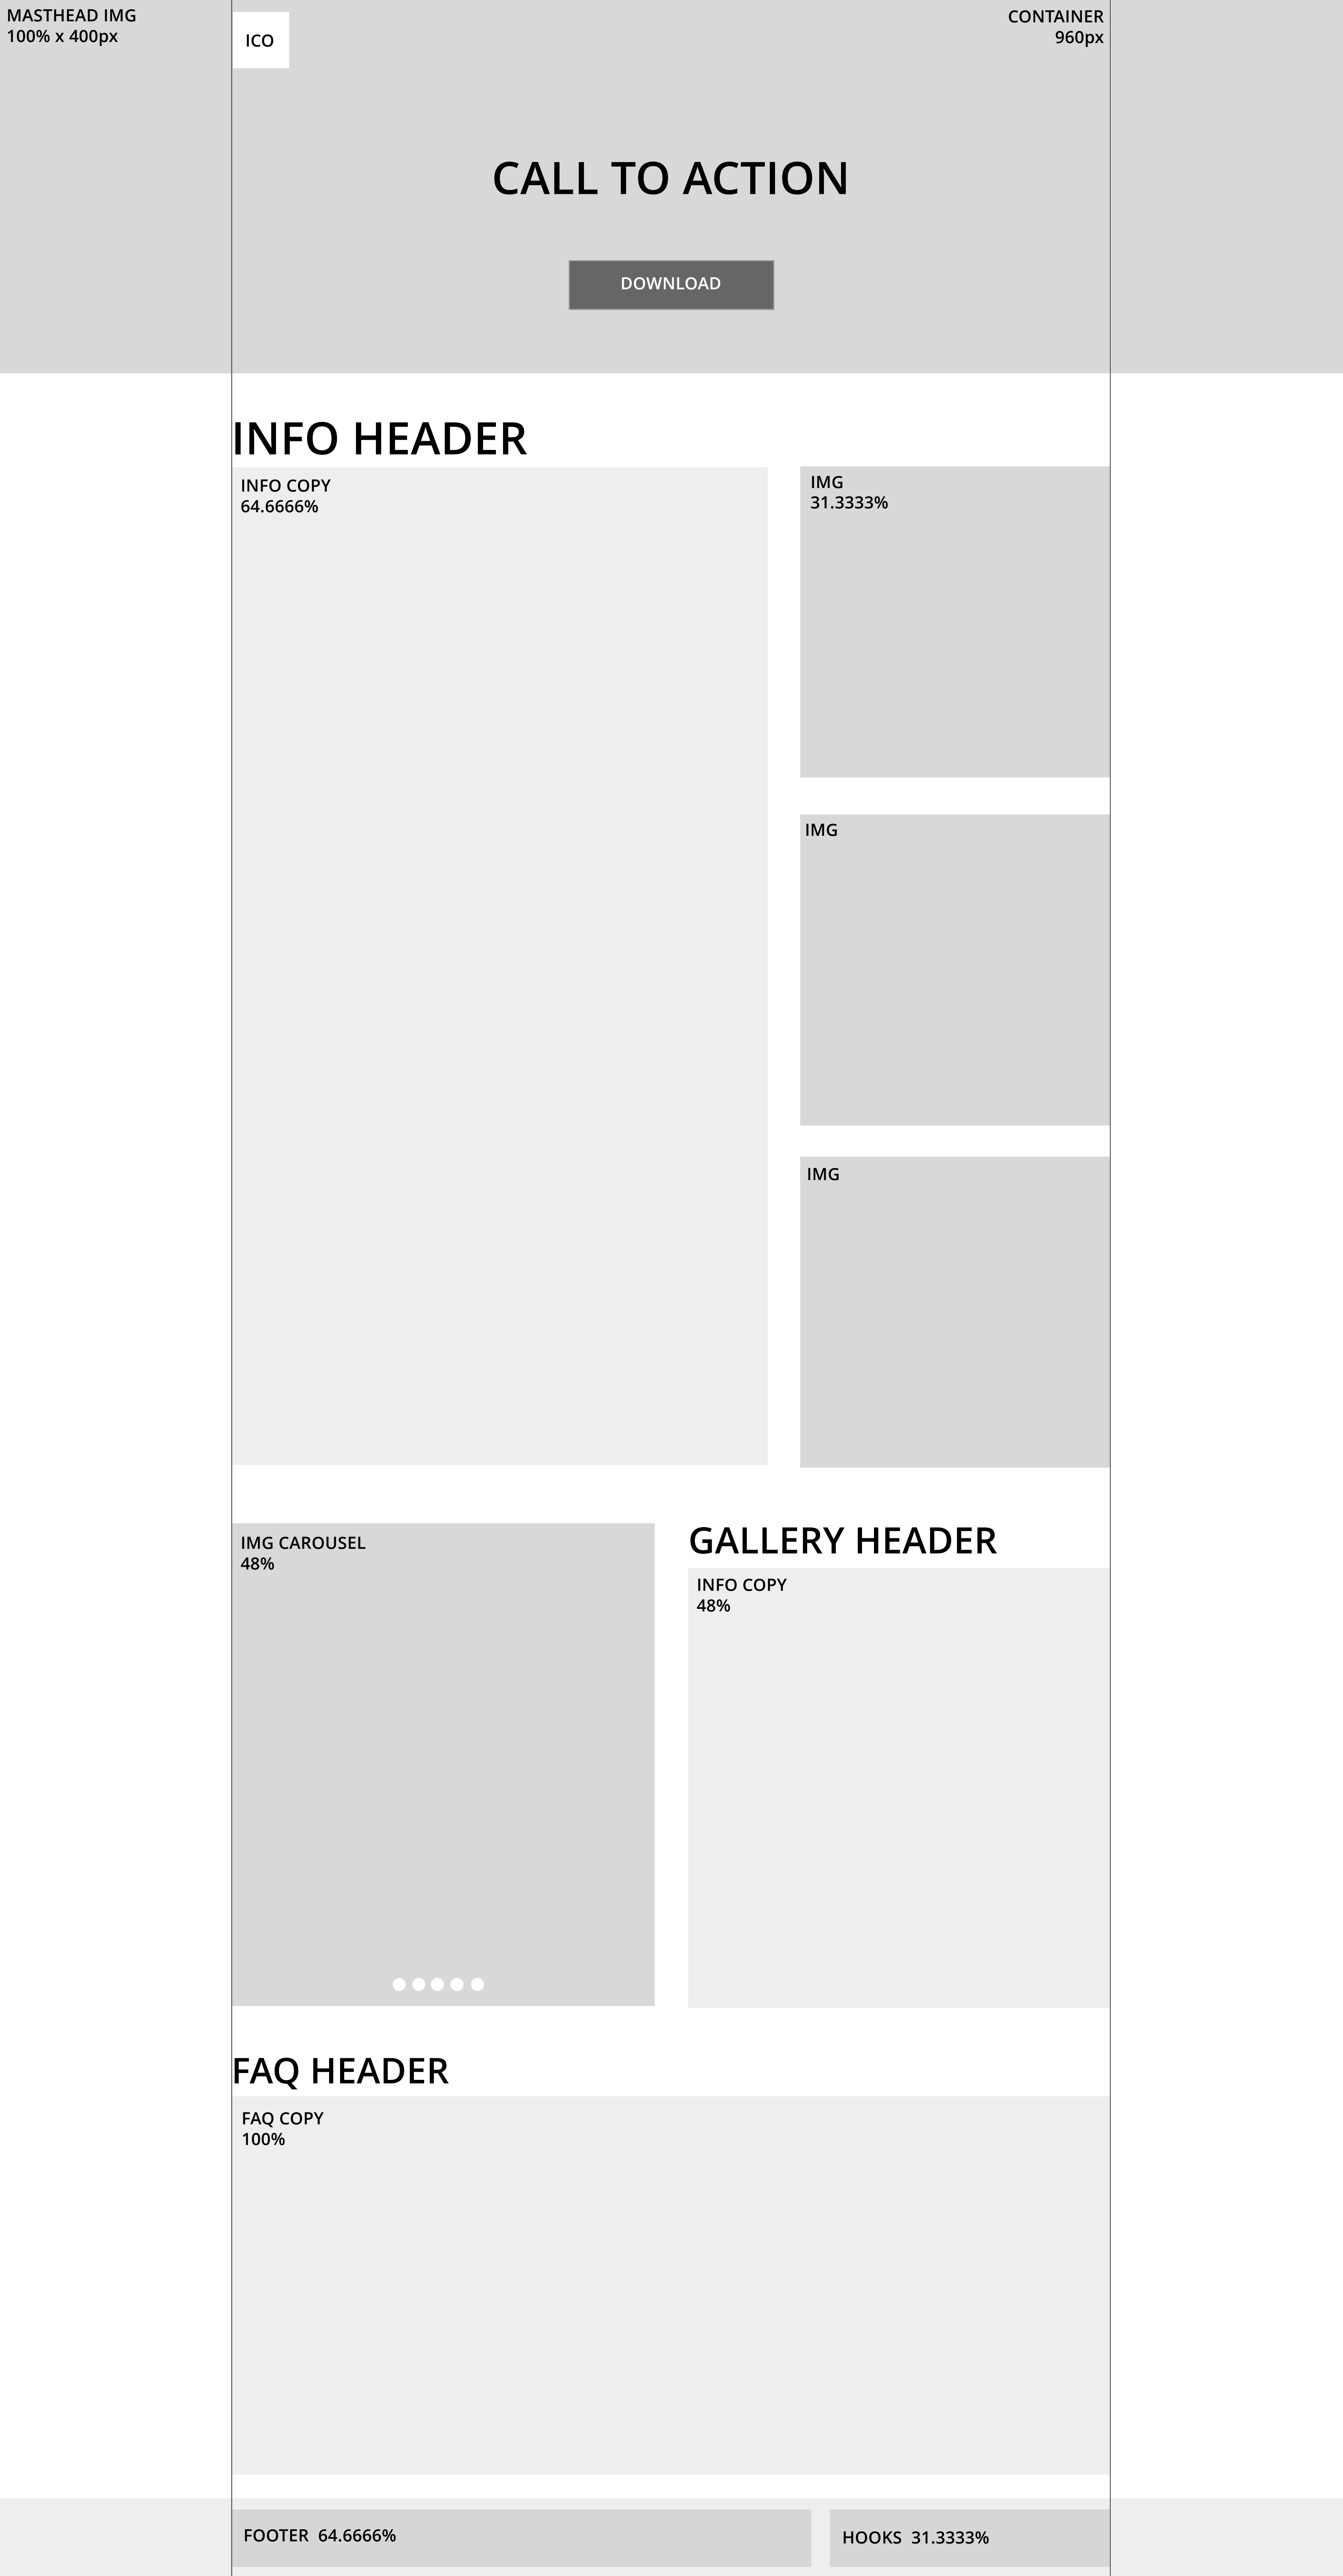 MASTHEAD IMG
100% x 400px
ICO
CONTAINER
960px
CALL TO ACTION
DOWNLOAD
INFO HEADER
INFO COPY
64.6666%
IMG
31.3333%
IMG
IMG
IMG CAROUSEL
48%
GALLERY HEADER
INFO COPY
48%
FAQ HEADER
FAQ COPY
100%
FOOTER 64.6666%
HOOKS 31.3333%